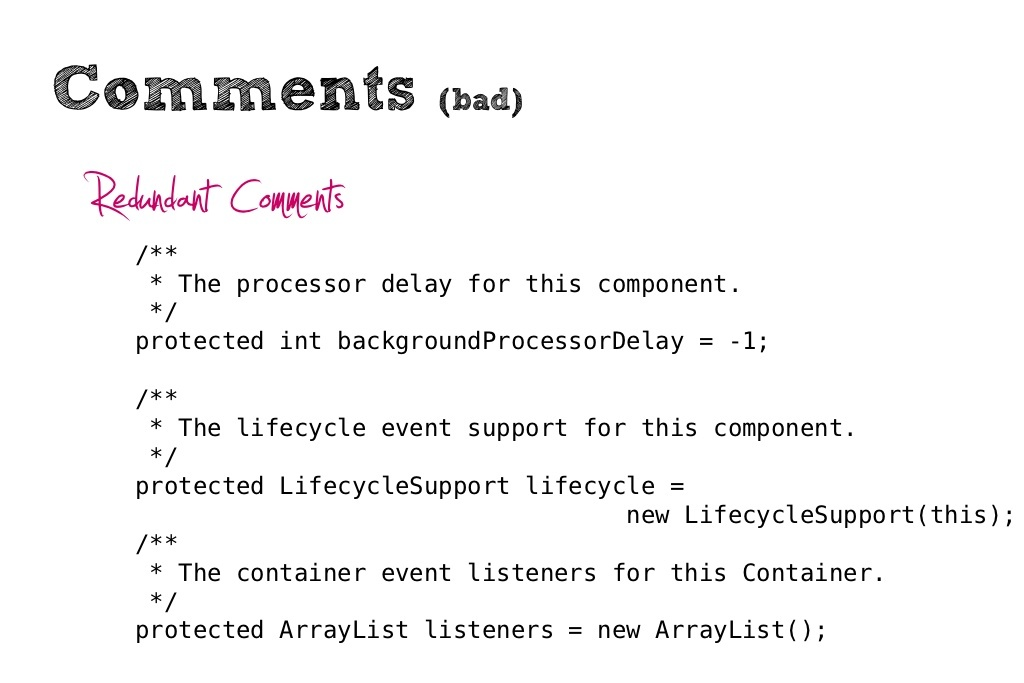 Comments (bad)
Redundant Comments
/**
 * The processor delay for this component.
 */
protected int backgroundProcessorDelay = -1;
/**
 * The lifecycle event support for this component.
 */
protected LifecycleSupport lifecycle =
new LifecycleSupport(this);
/**
 * The container event listeners for this Container.
 */
protected ArrayList listeners = new ArrayList();